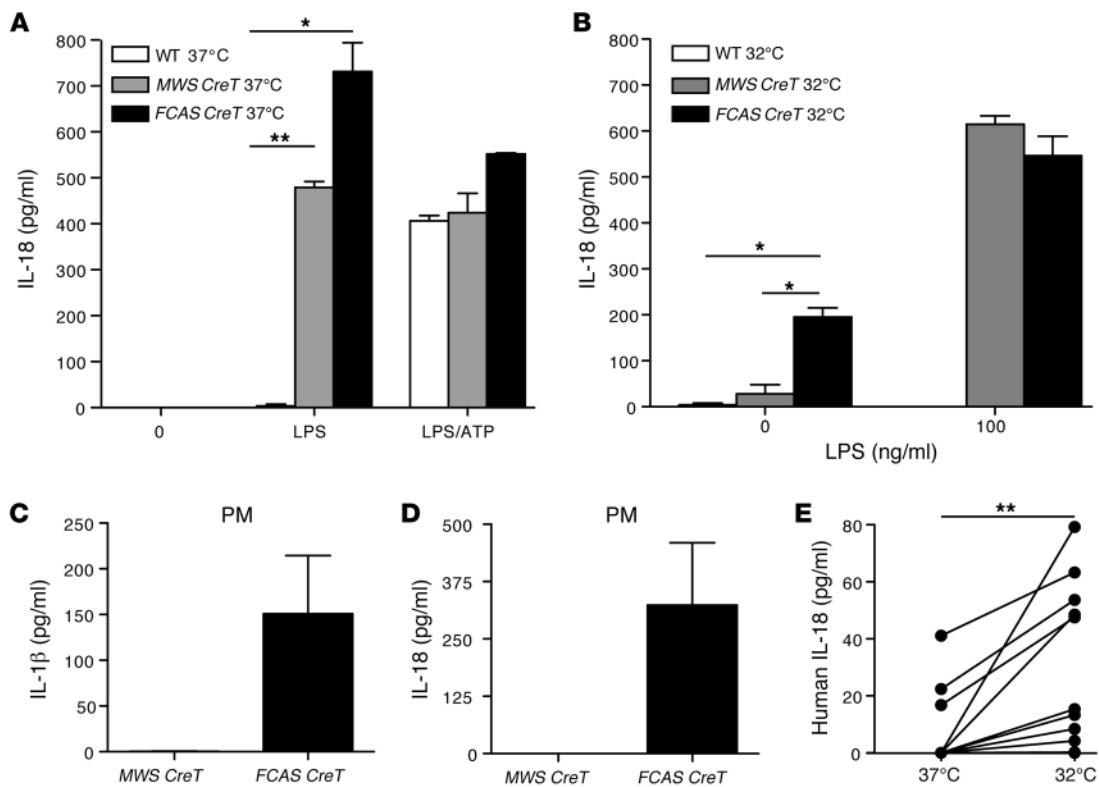 A
*
800
700
600
500
400
300
200
100
0
IL-18 (pg/ml)
WT 37°C
MWS CreT 37°C
FCAS CreT 37°C
**
0
LPS
LPS/ATP
B
800
700
600
500
400
300
200
100
0
IL-18 (pg/ml)
WT 32°C
MWS CreT 32°C
FCAS CreT 32°C
*
*
0
100
LPS (ng/ml)
C
PM
250
200
150
100
50
0
IL-1β (pg/ml)
MWS CreT
FCAS CreT
D
PM
500
375
250
125
0
IL-18 (pg/ml)
MWS CreT
FCAS CreT
E
**
80
60
40
20
0
Human IL-18 (pg/ml)
37°C
32°C